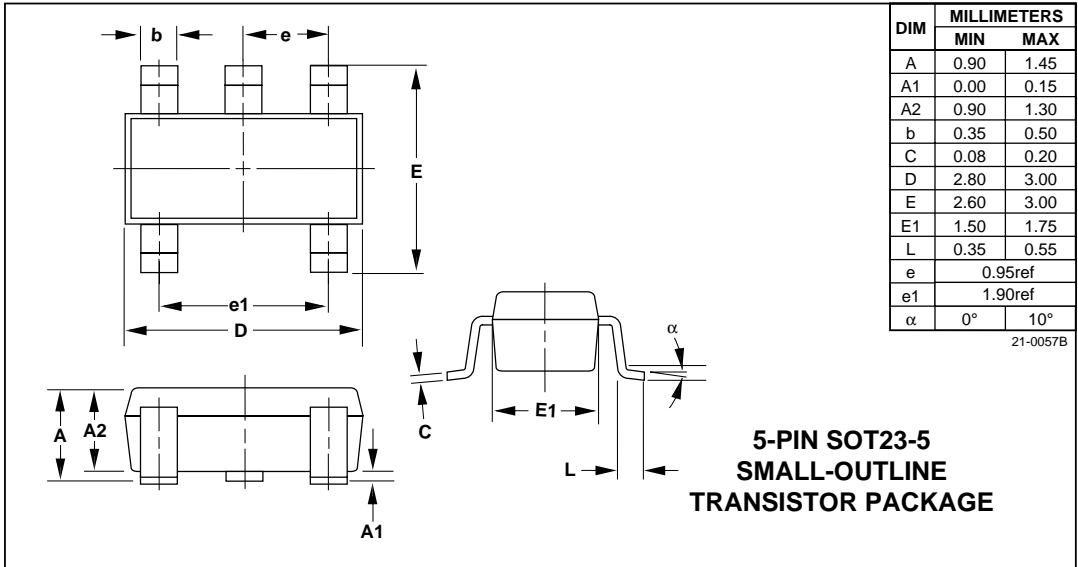 b
e
E
e1
D
A
A2
A1
C
E1
α
L
DIM MILLIMETERS
MIN MAX
A 0.90 1.45
A1 0.00 0.15
A2 0.90 1.30
b 0.35 0.50
C 0.08 0.20
D 2.80 3.00
E 2.60 3.00
E1 1.50 1.75
L 0.35 0.55
e 0.95ref
e1 1.90ref
α 0° 10°
21-0057B
5-PIN SOT23-5
SMALL-OUTLINE
TRANSISTOR PACKAGE